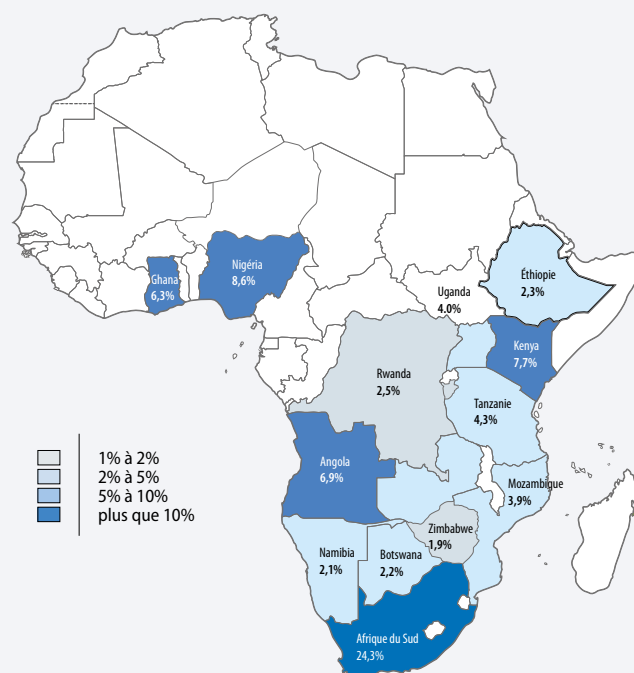 Ghana
6,3%
Nigéria
8,6%
Éthiopie
2,3%
Uganda
4.0%
Kenya
7,7%
Rwanda
2,5%
Tanzanie
4,3%
Angola
6,9%
Mozambique
3,9%
Zimbabwe
1,9%
Namibia
2,1%
Botswana
2,2%
Afrique du Sud
24,3%
1% à 2%
2% à 5%
5% à 10%
plus que 10%